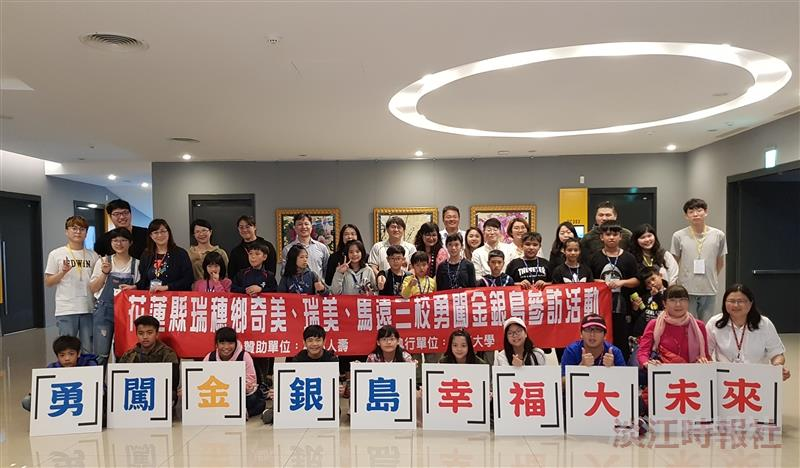 花蓮縣瑞穗鄉奇美、瑞美、馬遠三校勇闖金銀島參訪活動
贊助單位：
人壽
行單位：
大學
勇闖金銀島幸福大未來
EDWIN
淡江時報社